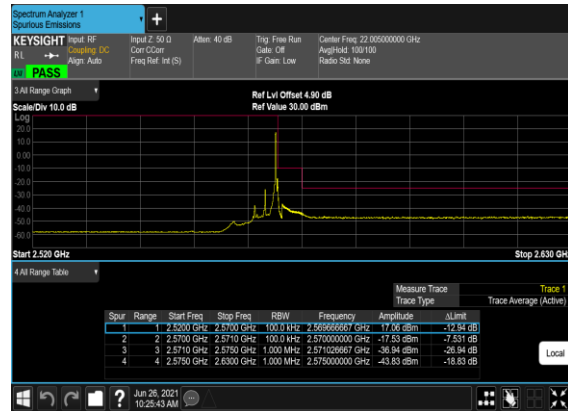 Spectrum Analyzer 1
Spurious Emissions
KEYSIGHT Input: RF Input Z: 50 Ω Atten: 40 dB Trig: Free Run Center Freq: 22.005000000 GHz
RL Coupling: DC Corr CCorr Gate: Off Avg|Hold: 100/100
Align: Auto Freq Ref: Int (S) IF Gain: Low Radio Std: None
PASS
3 All Range Graph
Ref Lvl Offset 4.90 dB
Scale/Div 10.0 dB Ref Value 30.00 dBm
Log
20.0
10.0
0.00
-10.0
-20.0
-30.0
-40.0
-50.0
-60.0
Start 2.520 GHz Stop 2.630 GHz
4 All Range Table
Measure Trace Trace 1
Trace Type Trace Average (Active)
Spur Range Start Freq Stop Freq RBW Frequency Amplitude ΔLimit
1 1 2.5200 GHz 2.5700 GHz 100.0 kHz 2.569666667 GHz 17.06 dBm -12.94 dB
2 2 2.5700 GHz 2.5710 GHz 100.0 kHz 2.570000000 GHz -17.53 dBm -7.531 dB
3 3 2.5710 GHz 2.5750 GHz 1.000 MHz 2.571026667 GHz -36.94 dBm -26.94 dB
4 4 2.5750 GHz 2.6300 GHz 1.000 MHz 2.575000000 GHz -43.83 dBm -18.83 dB
Local
Jun 26, 2021
10:25:43 AM